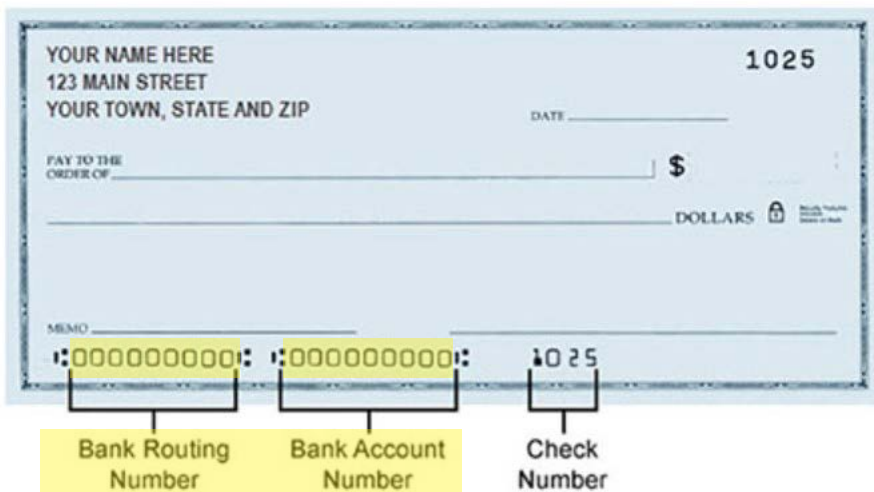 YOUR NAME HERE
1025
123 MAIN STREET
YOUR TOWN, STATE AND ZIP
DATE
PAY TO THE
ORDER OF
$
DOLLARS
MEMO
⑆000000000⑆ ⑆000000000⑆ 1025
Bank Routing Number
Bank Account Number
Check Number